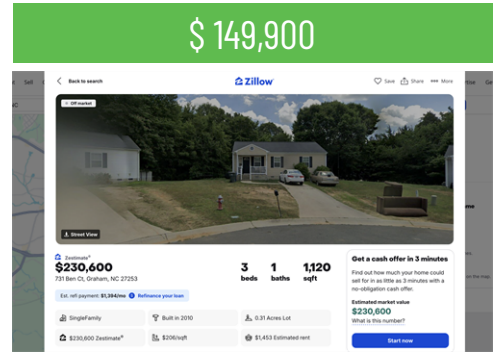 $ 149,900
Sell
Back to search
Zillow
Save Share More
Off market
Street View
Zestimate®
$230,600
731 Ben Ct, Graham, NC 27253
3 1 1,120
beds baths sqft
Est. refi payment: $1,394/mo Refinance your loan
SingleFamily Built in 2010 0.31 Acres Lot
$230,600 Zestimate® $206/sqft $1,453 Estimated rent
Get a cash offer in 3 minutes
Find out how much your home could
sell for in as little as 3 minutes with a
no-obligation cash offer.
Estimated market value
$230,600
What is this number?
Start now